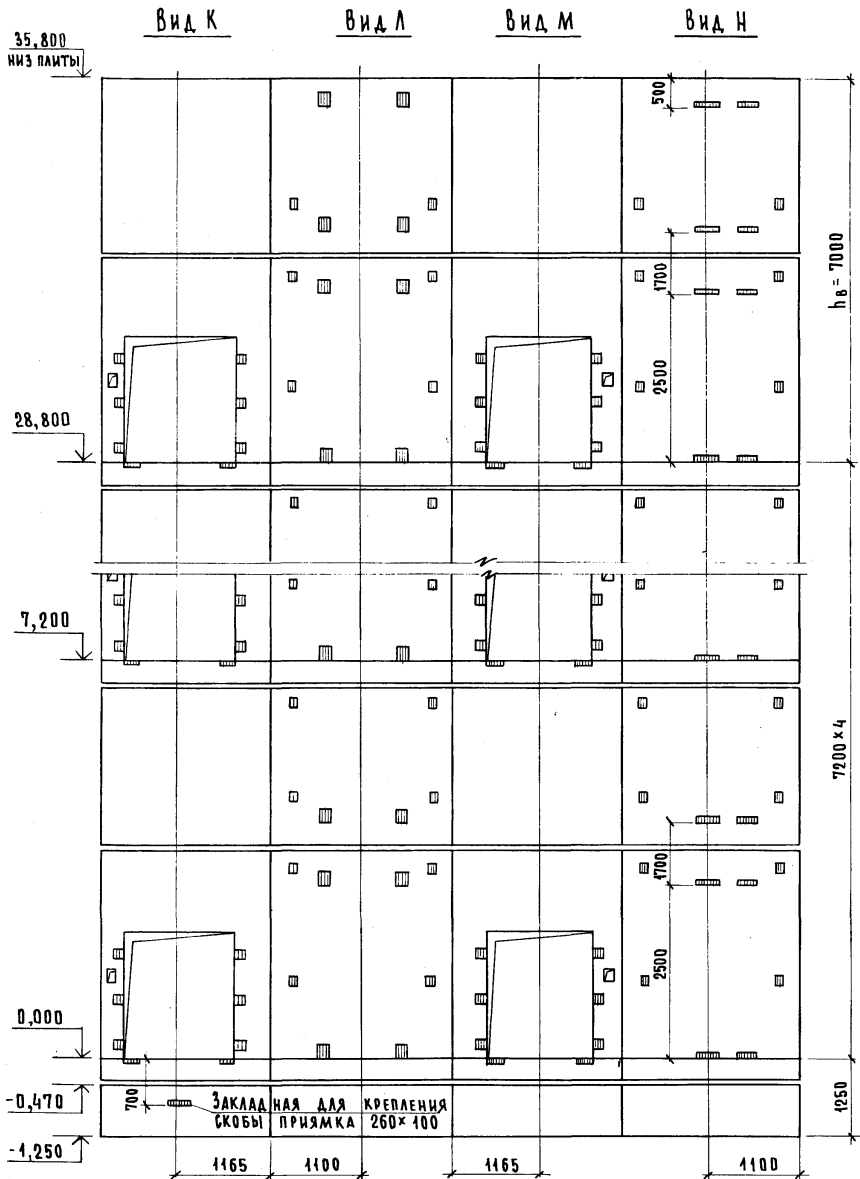 Вид К
Вид Л
Вид М
Вид Н
35,800
низ плиты
500
1700
hв = 7000
2500
28,800
7,200
7200 × 4
1700
2500
0,000
-0,470
700
Закладная для крепления
скобы приямка 260 × 100
1250
-1,250
1165
1100
1165
1100